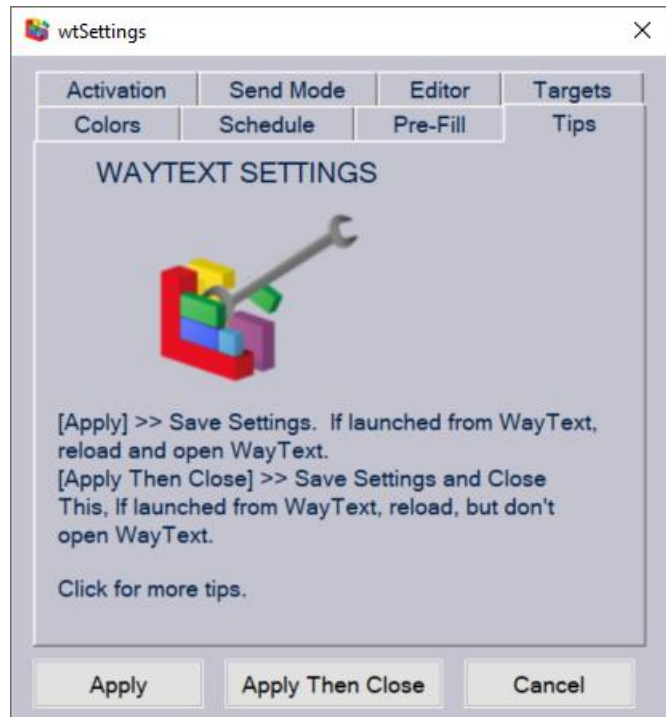 wtSettings
Activation Send Mode Editor Targets
Colors Schedule Pre-Fill Tips
WAYTEXT SETTINGS
[Apply] >> Save Settings.  If launched from WayText,
reload and open WayText.
[Apply Then Close] >> Save Settings and Close
This, If launched from WayText, reload, but don't
open WayText.
Click for more tips.
Apply Apply Then Close Cancel